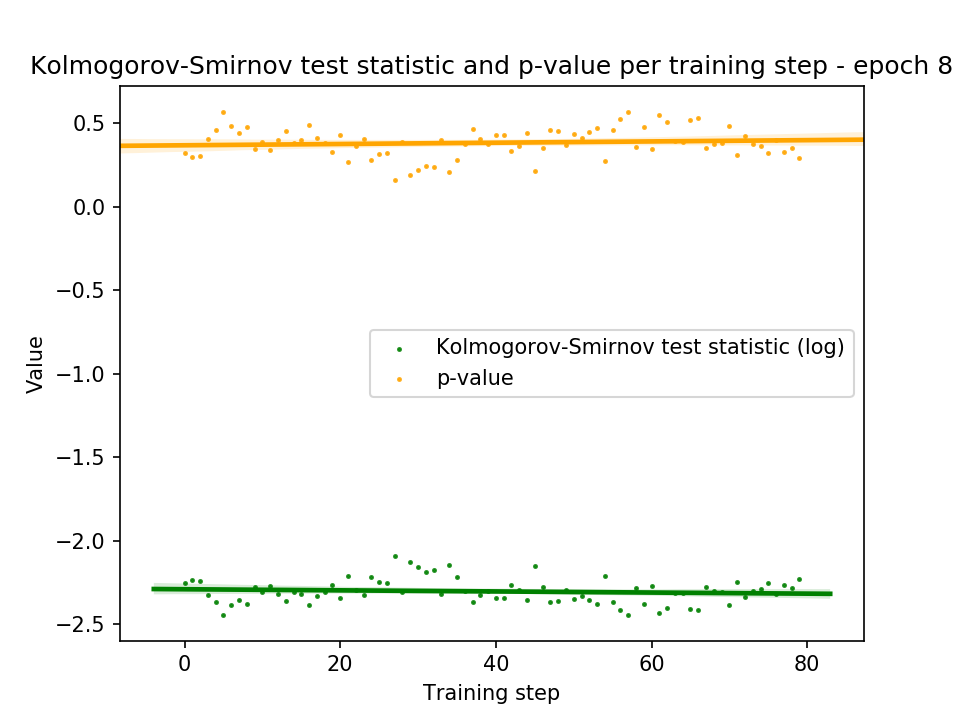 Kolmogorov-Smirnov test statistic and p-value per training step - epoch 8
0.5
0.0
−0.5
−1.0
−1.5
−2.0
−2.5
Value
Kolmogorov-Smirnov test statistic (log)
p-value
0
20
40
60
80
Training step